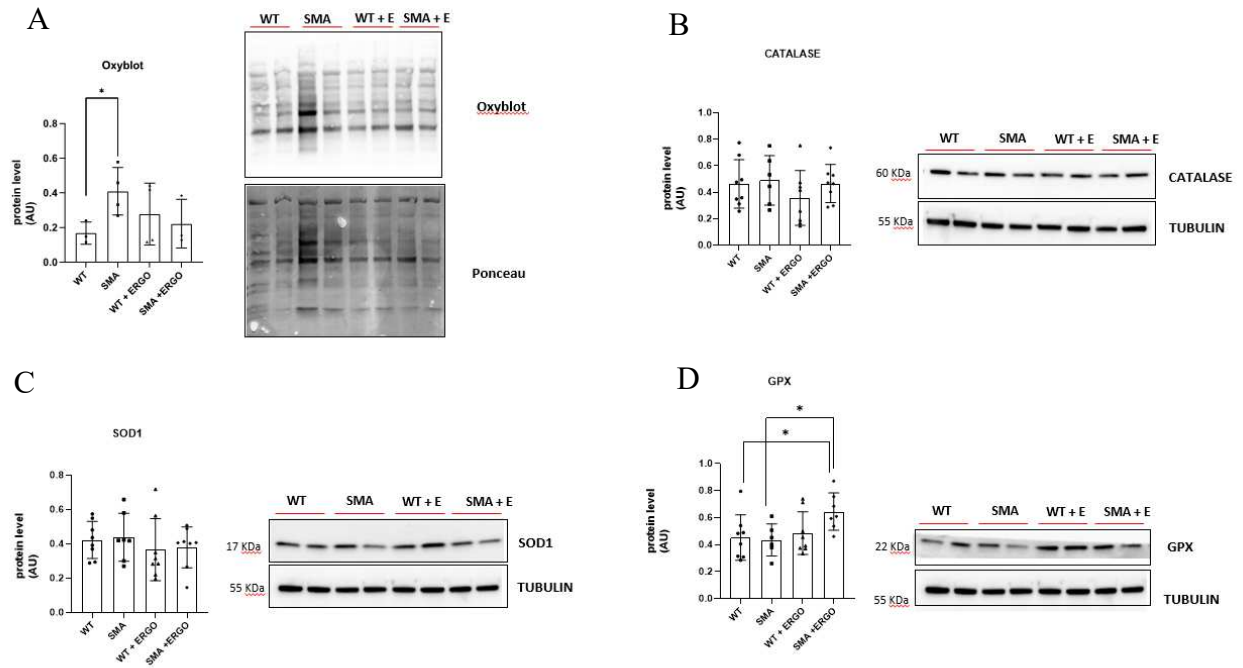 A
Oxyblot
*
protein level
(AU)
0.8
0.6
0.4
0.2
0.0
WT
SMA
WT + ERGO
SMA +ERGO
WT SMA WT + E SMA + E
Oxyblot
Ponceau
B
CATALASE
protein level
(AU)
1.0
0.8
0.6
0.4
0.2
0.0
WT
SMA
WT + ERGO
SMA +ERGO
WT SMA WT + E SMA + E
60 KDa
CATALASE
55 KDa
TUBULIN
C
SOD1
protein level
(AU)
0.8
0.6
0.4
0.2
0.0
WT
SMA
WT + ERGO
SMA +ERGO
WT SMA WT + E SMA + E
17 KDa
SOD1
55 KDa
TUBULIN
D
GPX
*
*
protein level
(AU)
1.0
0.8
0.6
0.4
0.2
0.0
WT
SMA
WT + ERGO
SMA +ERGO
WT SMA WT + E SMA + E
22 KDa
GPX
55 KDa
TUBULIN